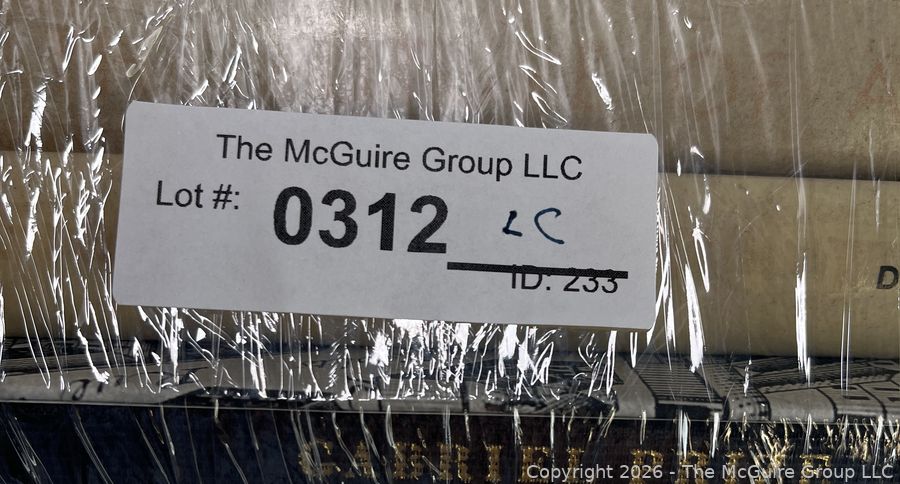 The McGuire Group LLC
Lot #: 0312 LC
ID: 233
D
Copyright 2026 - The McGuire Group LLC